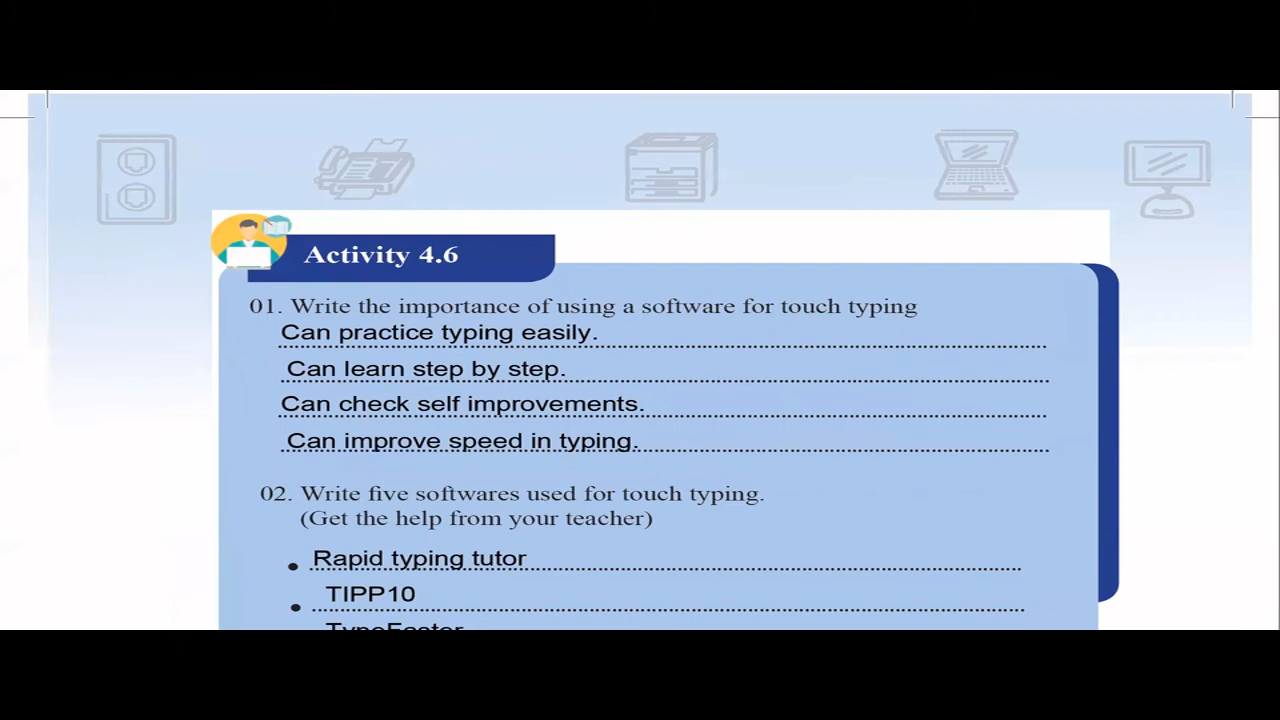 Activity 4.6
01. Write the importance of using a software for touch typing
Can practice typing easily.
Can learn step by step.
Can check self improvements.
Can improve speed in typing.
02. Write five softwares used for touch typing.
(Get the help from your teacher)
• Rapid typing tutor
• TIPP10
TypeFaster